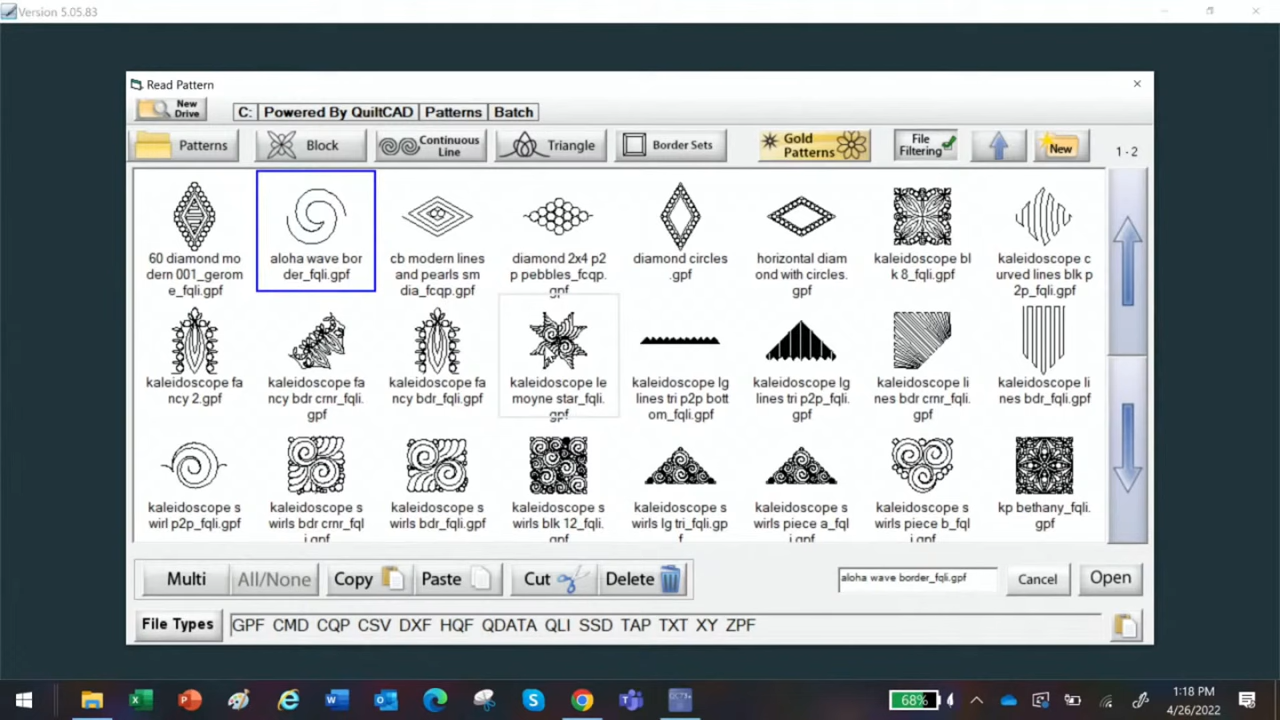 Version 5.05.83
Read Pattern
New
Drive
C: Powered By QuiltCAD Patterns Batch
Patterns
Block
Continuous
Line
Triangle
Border Sets
Gold
Patterns
File
Filtering
New
1 - 2
60 diamond mo
dern 001_gerom
e_fqli.gpf
aloha wave bor
der_fqli.gpf
cb modern lines
and pearls sm
dia_fcqp.gpf
diamond 2x4 p2
p pebbles_fcqp.
gpf
diamond circles
.gpf
horizontal diam
ond with circles.
gpf
kaleidoscope bl
k 8_fqli.gpf
kaleidoscope c
urved lines blk p
2p_fqli.gpf
kaleidoscope fa
ncy 2.gpf
kaleidoscope fa
ncy bdr crnr_fqli.
gpf
kaleidoscope fa
ncy bdr_fqli.gpf
kaleidoscope le
moyne star_fqli.
gpf
kaleidoscope lg
lines tri p2p bott
om_fqli.gpf
kaleidoscope lg
lines tri p2p_fqli.
gpf
kaleidoscope li
nes bdr crnr_fqli.
gpf
kaleidoscope li
nes bdr_fqli.gpf
kaleidoscope s
wirl p2p_fqli.gpf
kaleidoscope s
wirls bdr crnr_fql
i.gpf
kaleidoscope s
wirls bdr_fqli.gpf
kaleidoscope s
wirls blk 12_fqli.
gpf
kaleidoscope s
wirls lg tri_fqli.gp
f
kaleidoscope s
wirls piece a_fql
i.gpf
kaleidoscope s
wirls piece b_fql
i.gpf
kp bethany_fqli.
gpf
Multi
All/None
Copy
Paste
Cut
Delete
aloha wave border_fqli.gpf
Cancel
Open
File Types
GPF CMD CQP CSV DXF HQF QDATA QLI SSD TAP TXT XY ZPF
68%
1:18 PM
4/26/2022